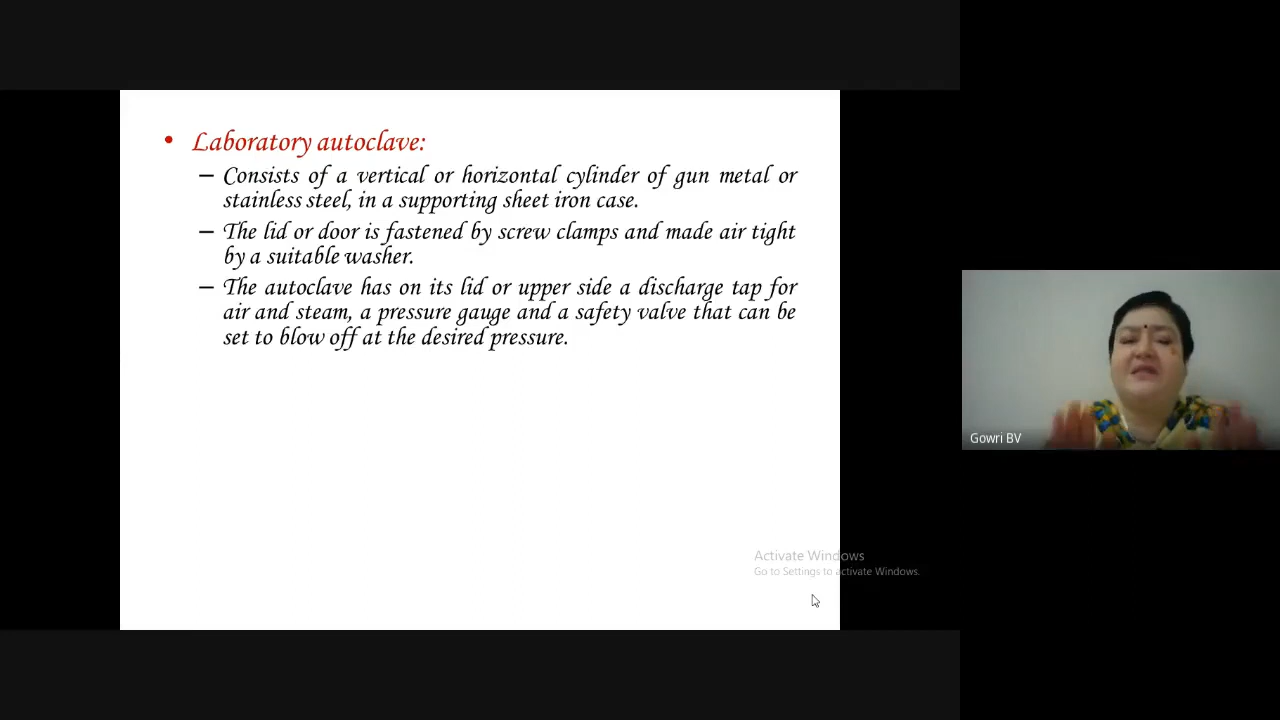 • Laboratory autoclave:
– Consists of a vertical or horizontal cylinder of gun metal or
stainless steel, in a supporting sheet iron case.
– The lid or door is fastened by screw clamps and made air tight
by a suitable washer.
– The autoclave has on its lid or upper side a discharge tap for
air and steam, a pressure gauge and a safety valve that can be
set to blow off at the desired pressure.
Gowri BV
Activate Windows
Go to Settings to activate Windows.